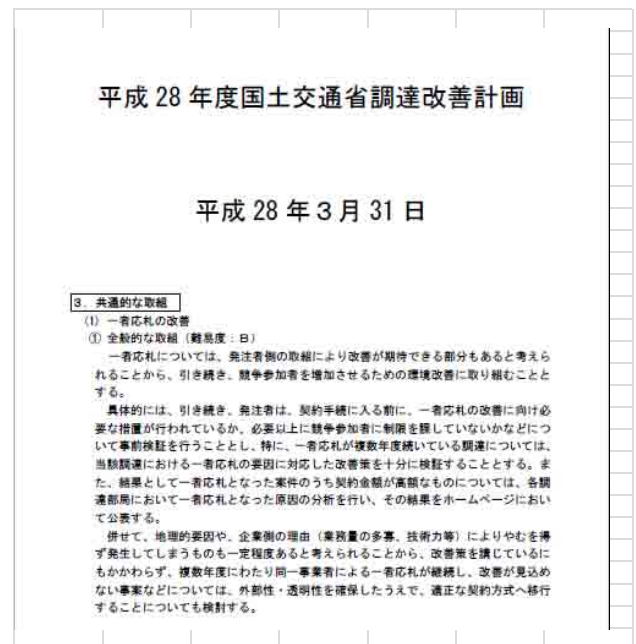 平成 28 年度国土交通省調達改善計画
平成 28 年３月 31 日
３．共通的な取組
(1) 一者応札の改善
① 全般的な取組（難易度：Ｂ）
一者応札については、発注者側の取組により改善が期待できる部分もあると考えら
れることから、引き続き、競争参加者を増加させるための環境改善に取り組むことと
する。
具体的には、引き続き、発注者は、契約手続に入る前に、一者応札の改善に向け必
要な措置が行われているか、必要以上に競争参加者に制限を課していないかなどにつ
いて事前検証を行うこととし、特に、一者応札が複数年度続いている調達については、
当該調達における一者応札の要因に対応した改善策を十分に検証することとする。ま
た、結果として一者応札となった案件のうち契約金額が高額なものについては、各調
達部局において一者応札となった原因の分析を行い、その結果をホームページにおい
て公表する。
併せて、地理的要因や、企業側の理由（業務量の多寡、技術力等）によりやむを得
ず発生してしまうものも一定程度あると考えられることから、改善策を講じているに
もかかわらず、複数年度にわたり同一事業者による一者応札が継続し、改善が見込め
ない事案などについては、外部性・透明性を確保したうえで、適正な契約方式へ移行
することについても検討する。